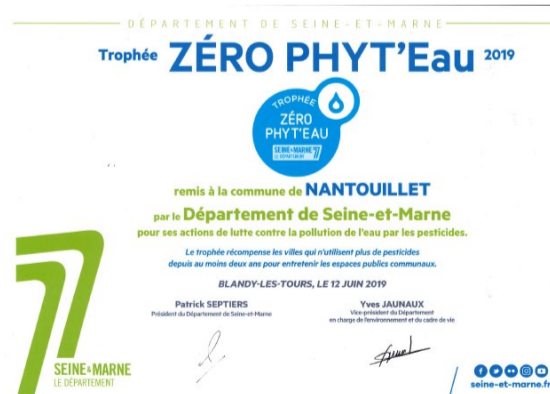 DÉPARTEMENT DE SEINE-ET-MARNE
Trophée ZÉRO PHYT'Eau 2019
TROPHÉE
ZÉRO
PHYT'EAU
SEINE&MARNE 77
LE DÉPARTEMENT
remis à la commune de NANTOUILLET
par le Département de Seine-et-Marne
pour ses actions de lutte contre la pollution de l'eau par les pesticides.
Le trophée récompense les villes qui n'utilisent plus de pesticides
depuis au moins deux ans pour entretenir les espaces publics communaux.
BLANDY-LES-TOURS, LE 12 JUIN 2019
Patrick SEPTIERS
Président du Département de Seine-et-Marne
Yves JAUNAUX
Vice-président du Département
en charge de l'environnement et du cadre de vie
77
SEINE&MARNE
LE DÉPARTEMENT
seine-et-marne.fr